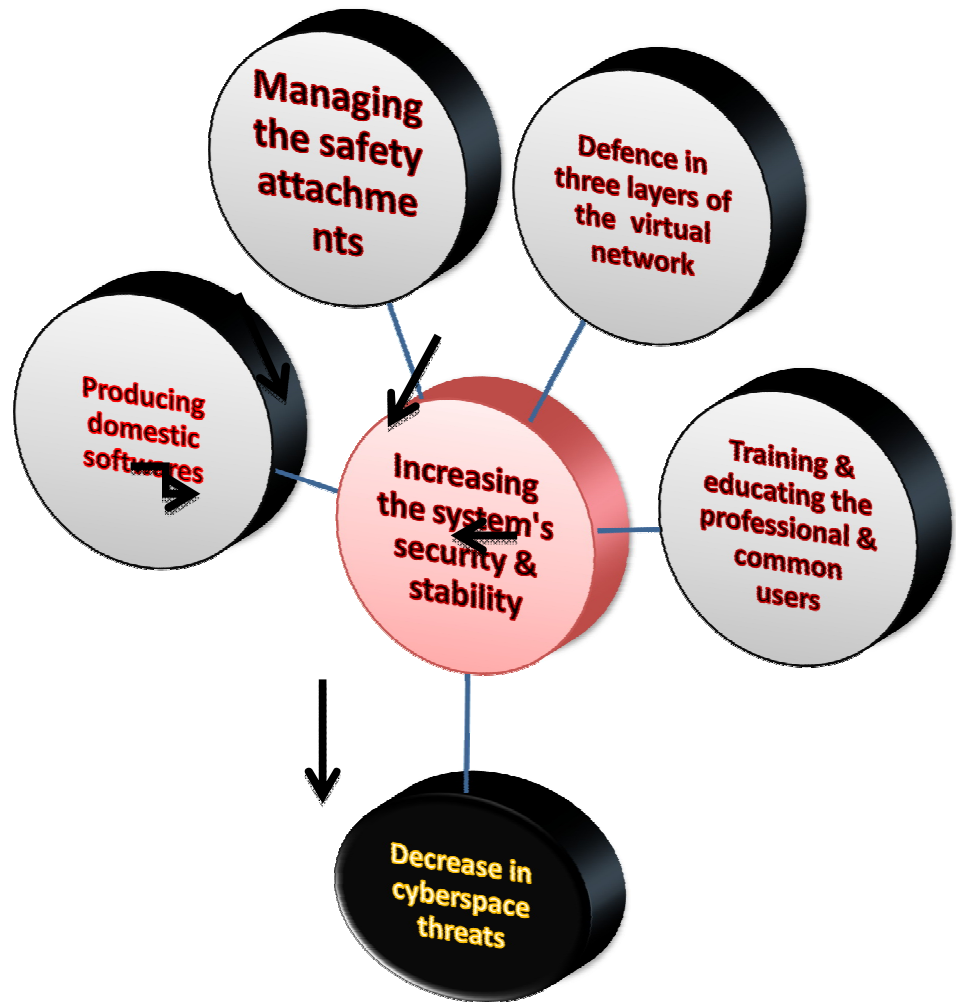 Managing
the safety
attachme
nts
Defence in
three layers of
the virtual
network
Producing
domestic
softwares
Increasing
the system's
security &
stability
Training &
educating the
professional &
common
users
Decrease in
cyberspace
threats